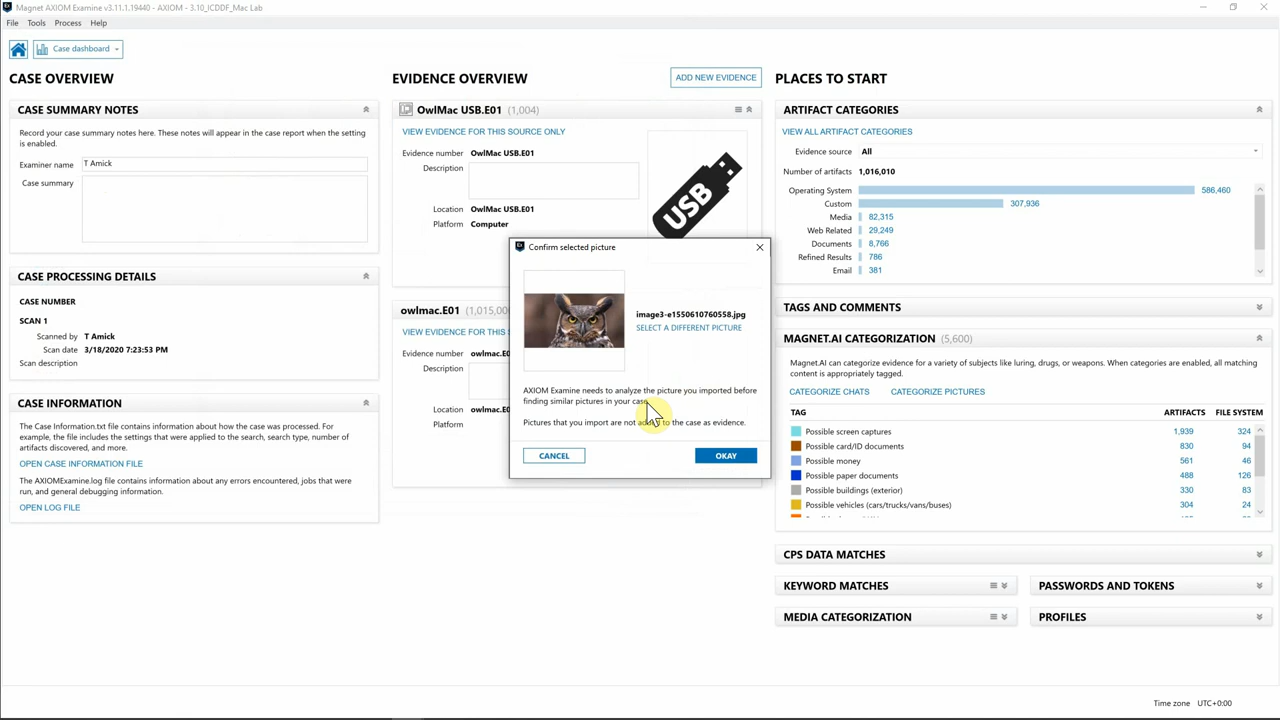 Magnet AXIOM Examine v3.11.1.19440 - AXIOM - 3.10_ICDDF_Mac Lab
File Tools Process Help
Case dashboard
CASE OVERVIEW
CASE SUMMARY NOTES
Record your case summary notes here. These notes will appear in the case report when the setting
is enabled.
Examiner name T Amick
Case summary
CASE PROCESSING DETAILS
CASE NUMBER
SCAN 1
Scanned by T Amick
Scan date 3/18/2020 7:23:53 PM
Scan description
CASE INFORMATION
The Case Information.txt file contains information about how the case was processed. For
example, the file includes the settings that were applied to the search, search type, number of
artifacts discovered, and more.
OPEN CASE INFORMATION FILE
The AXIOMExamine.log file contains information about any errors encountered, jobs that were
run, and general debugging information.
OPEN LOG FILE
EVIDENCE OVERVIEW
ADD NEW EVIDENCE
OwlMac USB.E01 (1,004)
VIEW EVIDENCE FOR THIS SOURCE ONLY
Evidence number OwlMac USB.E01
Description
Location OwlMac USB.E01
Platform Computer
USB
owlmac.E01 (1,015,00
VIEW EVIDENCE FOR THIS S
Evidence number owlmac.E0
Description
Location owlmac.E0
Platform
Confirm selected picture
image3-e1550610760558.jpg
SELECT A DIFFERENT PICTURE
AXIOM Examine needs to analyze the picture you imported before
finding similar pictures in your case.
Pictures that you import are not to the case as evidence.
CANCEL
OKAY
PLACES TO START
ARTIFACT CATEGORIES
VIEW ALL ARTIFACT CATEGORIES
Evidence source All
Number of artifacts 1,016,010
Operating System 586,460
Custom 307,936
Media 82,315
Web Related 29,249
Documents 8,766
Refined Results 786
Email 381
TAGS AND COMMENTS
MAGNET.AI CATEGORIZATION (5,600)
Magnet.AI can categorize evidence for a variety of subjects like luring, drugs, or weapons. When categories are enabled, all matching
content is appropriately tagged.
CATEGORIZE CHATS CATEGORIZE PICTURES
TAG ARTIFACTS FILE SYSTEM
Possible screen captures 1,939 324
Possible card/ID documents 830 94
Possible money 561 46
Possible paper documents 488 126
Possible buildings (exterior) 330 83
Possible vehicles (cars/trucks/vans/buses) 304 24
CPS DATA MATCHES
KEYWORD MATCHES
PASSWORDS AND TOKENS
MEDIA CATEGORIZATION
PROFILES
Time zone UTC+0:00